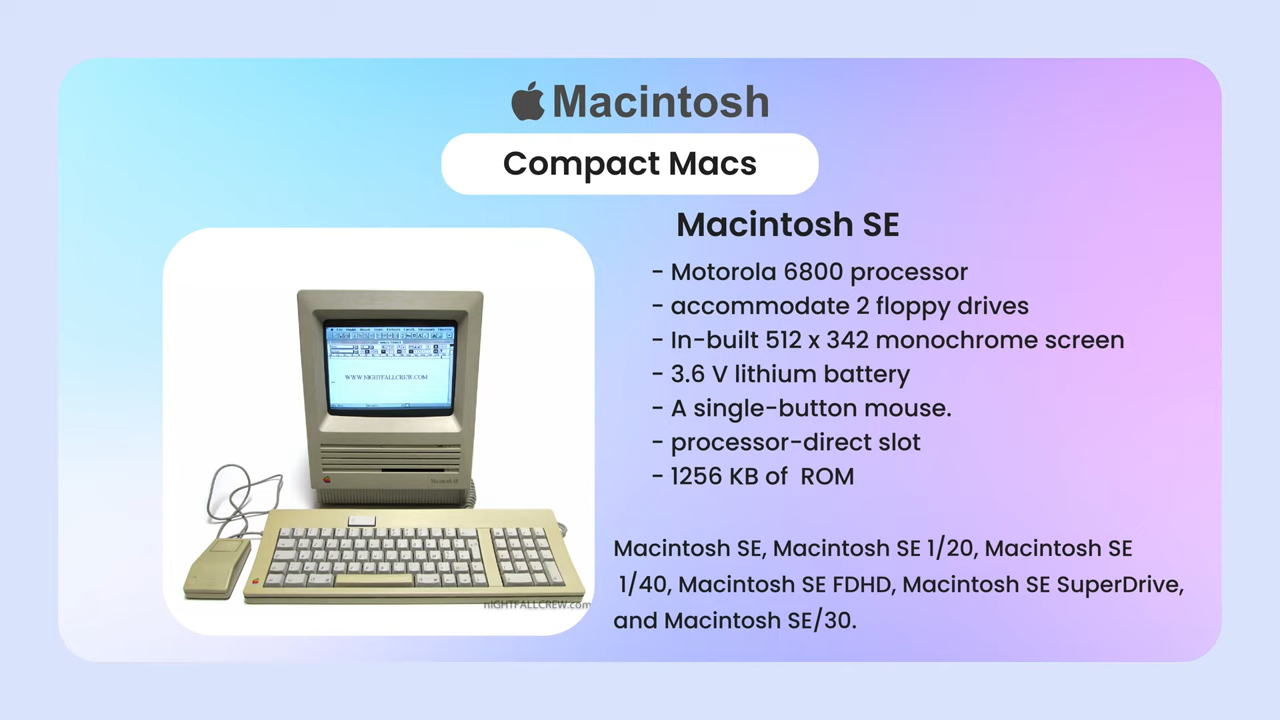 Macintosh
Compact Macs
Macintosh SE
- Motorola 6800 processor
- accommodate 2 floppy drives
- In-built 512 x 342 monochrome screen
- 3.6 V lithium battery
- A single-button mouse.
- processor-direct slot
- 1256 KB of ROM
WWW.NIGHTFALLCREW.COM
Macintosh SE
nIGHTFALLCREW.com
Macintosh SE, Macintosh SE 1/20, Macintosh SE
1/40, Macintosh SE FDHD, Macintosh SE SuperDrive,
and Macintosh SE/30.